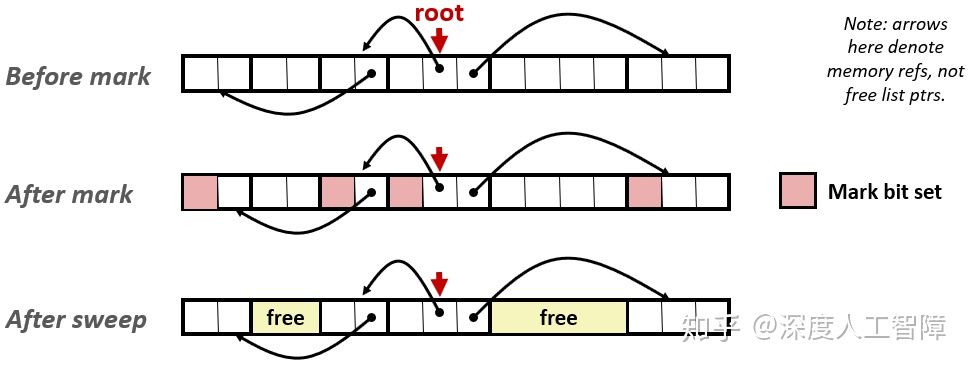 root
Before mark
Note: arrows
here denote
memory refs, not
free list ptrs.
After mark
Mark bit set
After sweep
free
free
知乎 @深度人工智障